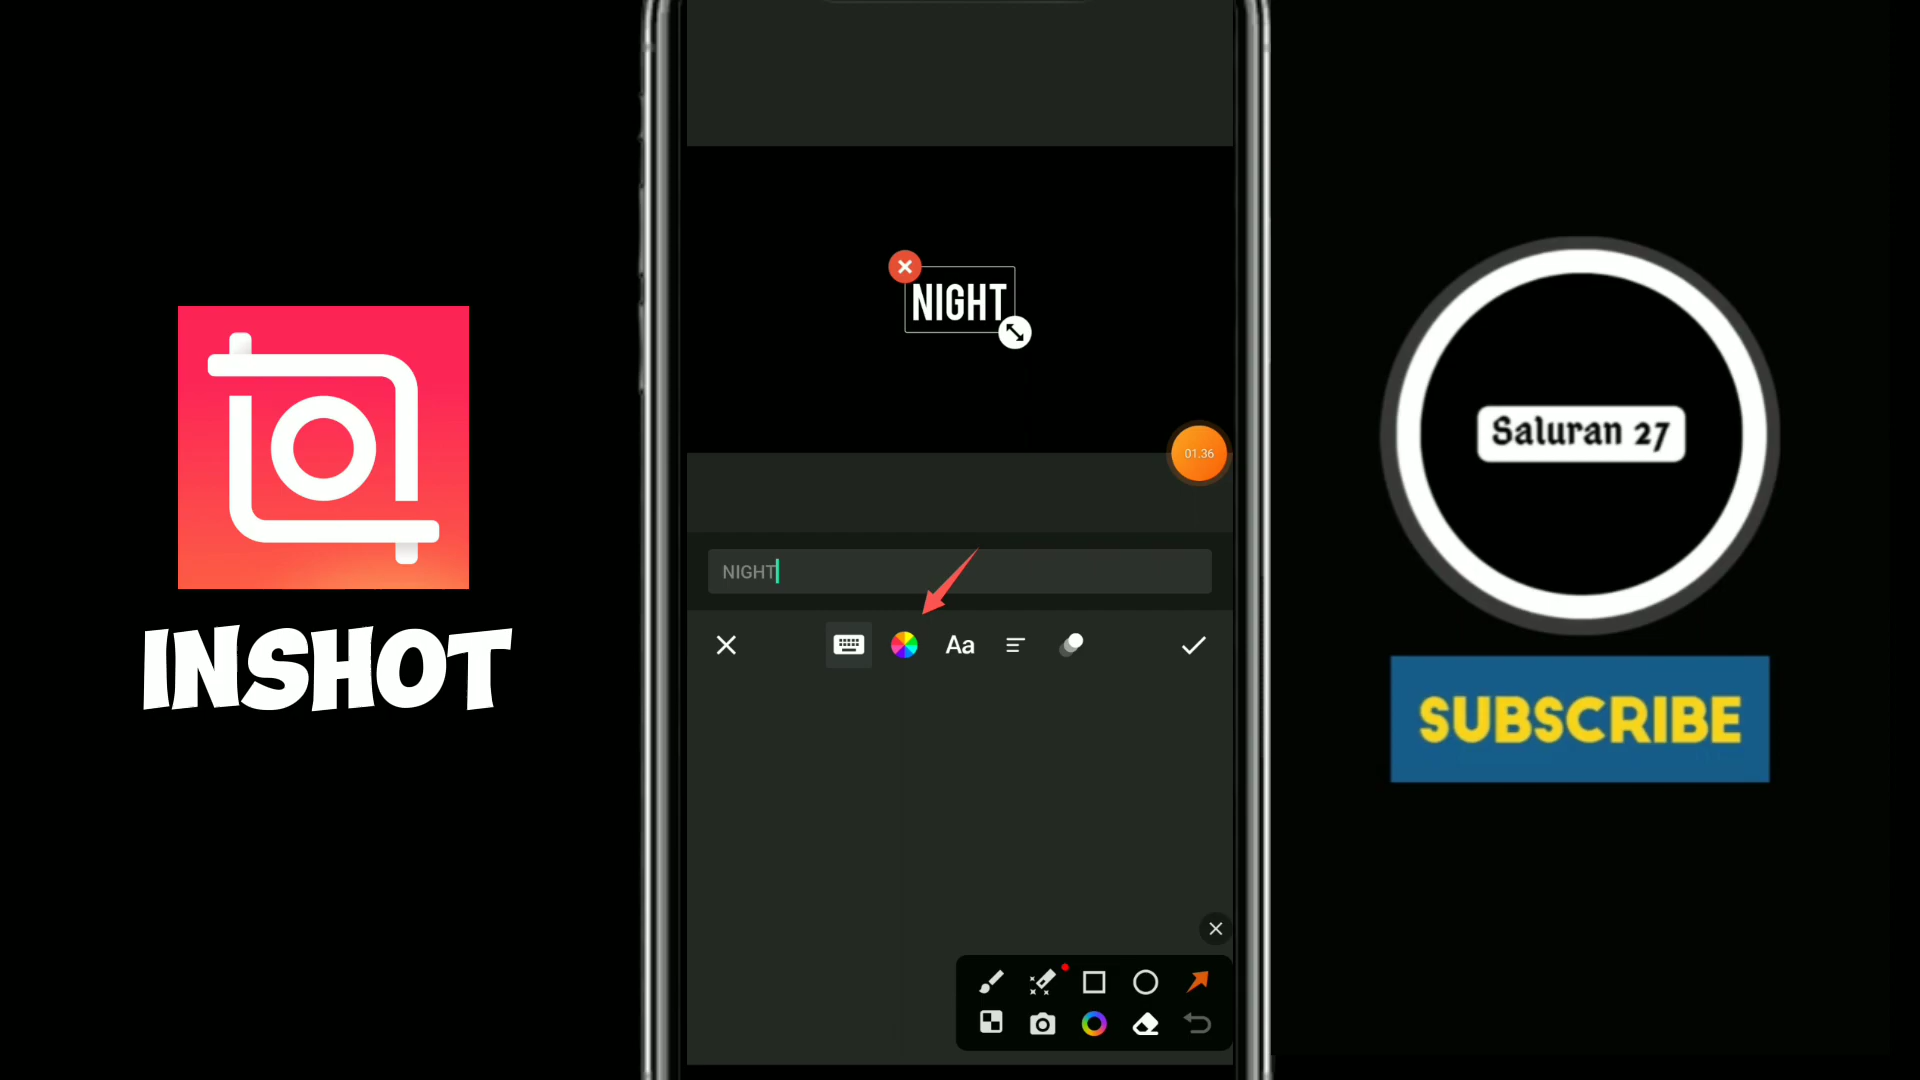 NIGHT
01.36
NIGHT
Aa
INSHOT
Saluran 27
SUBSCRIBE